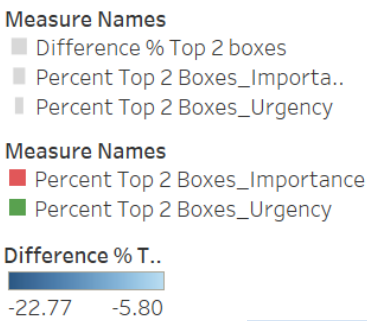 Measure Names
Difference % Top 2 boxes
Percent Top 2 Boxes_Importa..
Percent Top 2 Boxes_Urgency
Measure Names
Percent Top 2 Boxes_Importance
Percent Top 2 Boxes_Urgency
Difference % T..
-22.77 -5.80